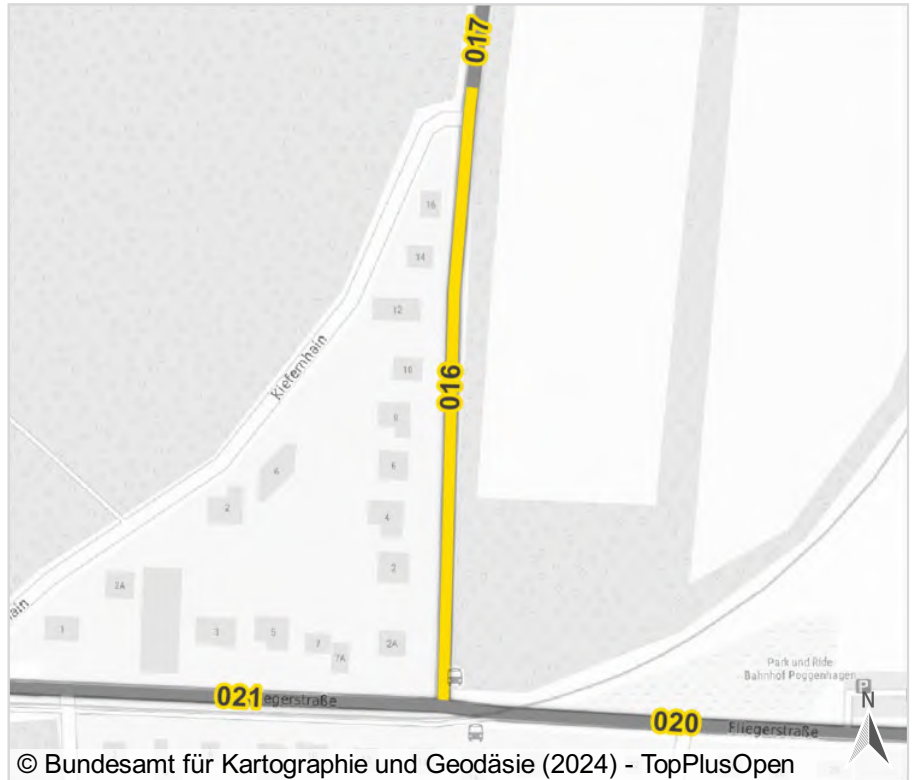 017
16
14
12
Kiefernhain
10
016
8
6
6
2
4
2
2A
ain
1
3
5
7
7A
2A
Park und Ride
Bahnhof Poggenhagen
P
N
021
egerstraße
020
Fliegerstraße
© Bundesamt für Kartographie und Geodäsie (2024) - TopPlusOpen